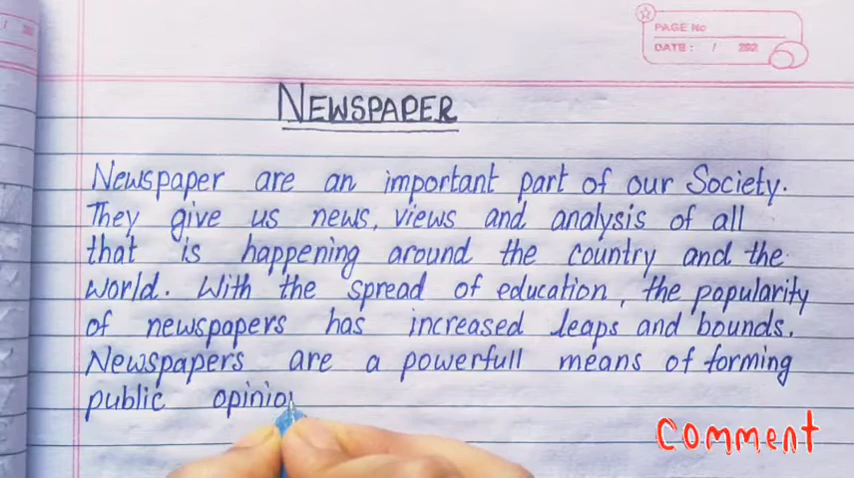 PAGE No
DATE: / 202
NEWSPAPER
Newspaper are an important part of our Society.
They give us news, views and analysis of all
that is happening around the country and the
world. With the spread of education, the popularity
of newspapers has increased leaps and bounds.
Newspapers are a powerfull means of forming
public opinio
comment